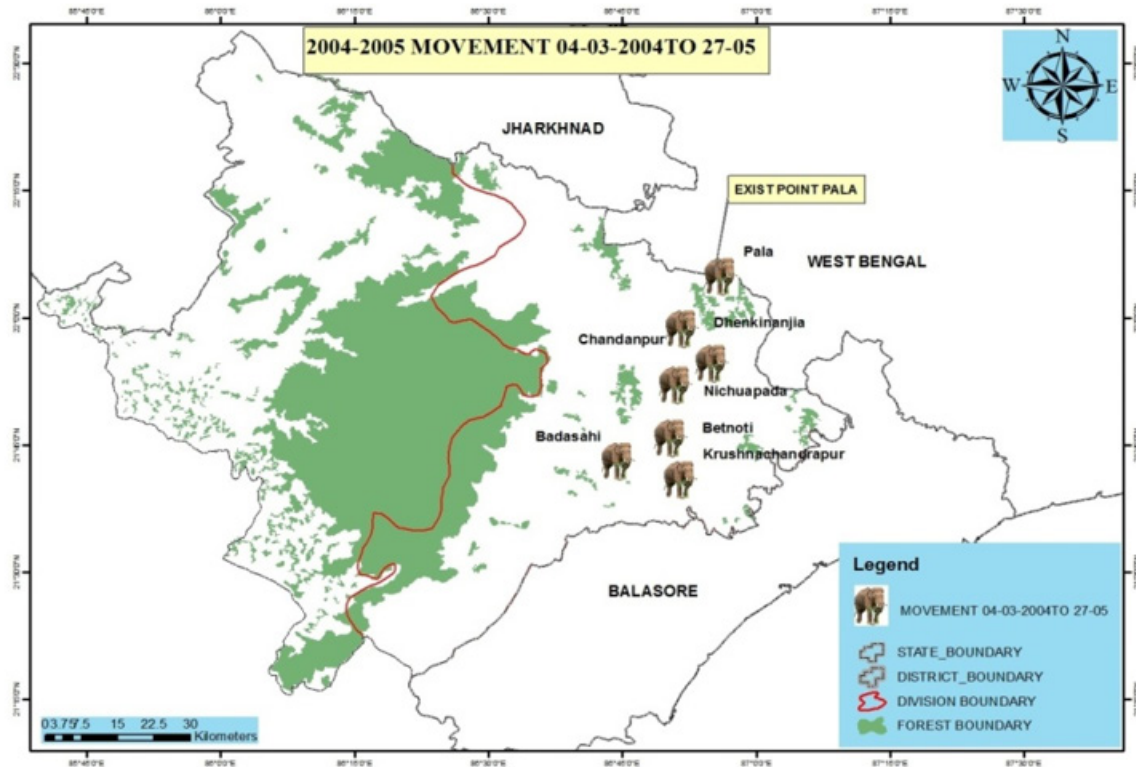 2004-2005 MOVEMENT 04-03-2004TO 27-05
N
W
E
S
JHARKHNAD
EXIST POINT PALA
Pala
WEST BENGAL
Chandanpur
Dhenkinanjia
Nichuapada
Badasahi
Betnoti
Krushnachandrapur
BALASORE
Legend
MOVEMENT 04-03-2004TO 27-05
STATE_BOUNDARY
DISTRICT_BOUNDARY
DIVISION BOUNDARY
FOREST BOUNDARY
03.757.5 15 22.5 30
Kilometers